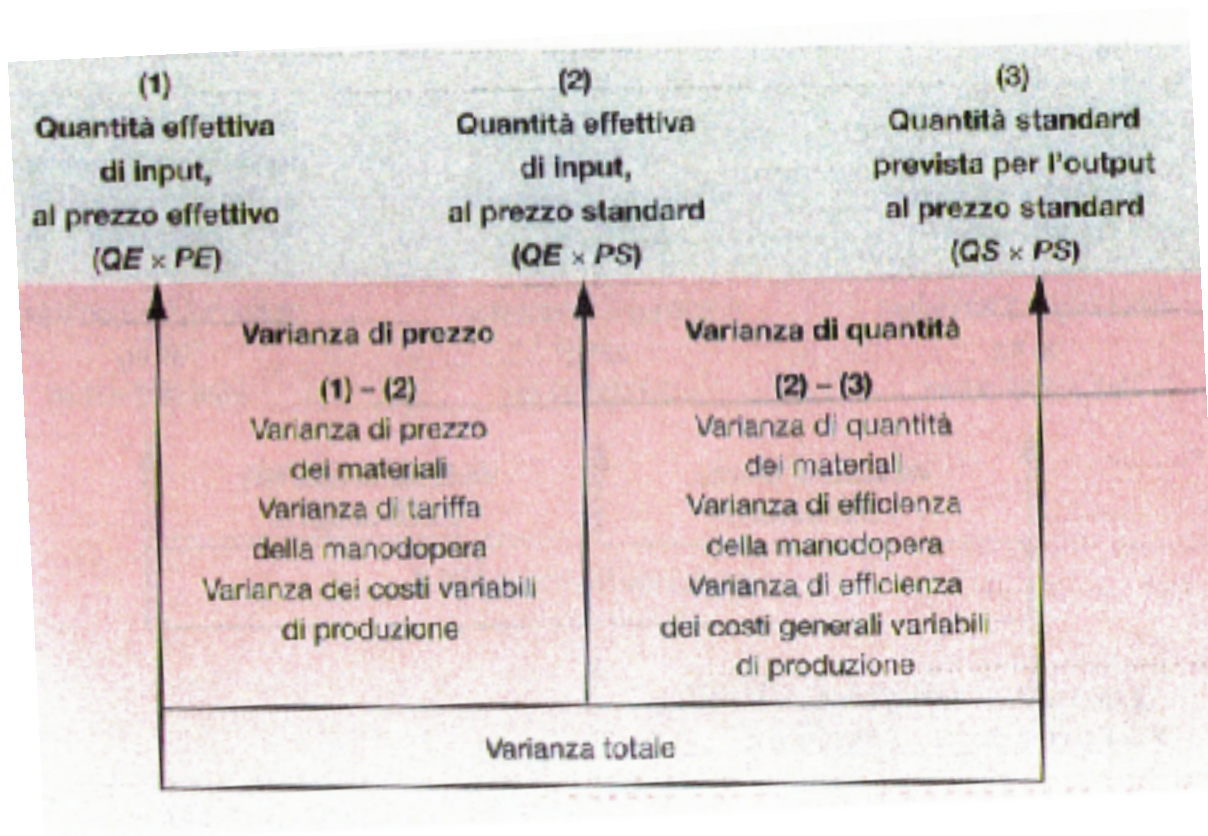 (1)
Quantità effettiva
di input,
al prezzo effettivo
(QE × PE)
(2)
Quantità effettiva
di input,
al prezzo standard
(QE × PS)
(3)
Quantità standard
prevista per l'output
al prezzo standard
(QS × PS)
Varianza di prezzo
(1) – (2)
Varianza di prezzo
dei materiali
Varianza di tariffa
della manodopera
Varianza dei costi variabili
di produzione
Varianza di quantità
(2) – (3)
Varianza di quantità
dei materiali
Varianza di efficienza
della manodopera
Varianza di efficienza
dei costi generali variabili
di produzione
Varianza totale